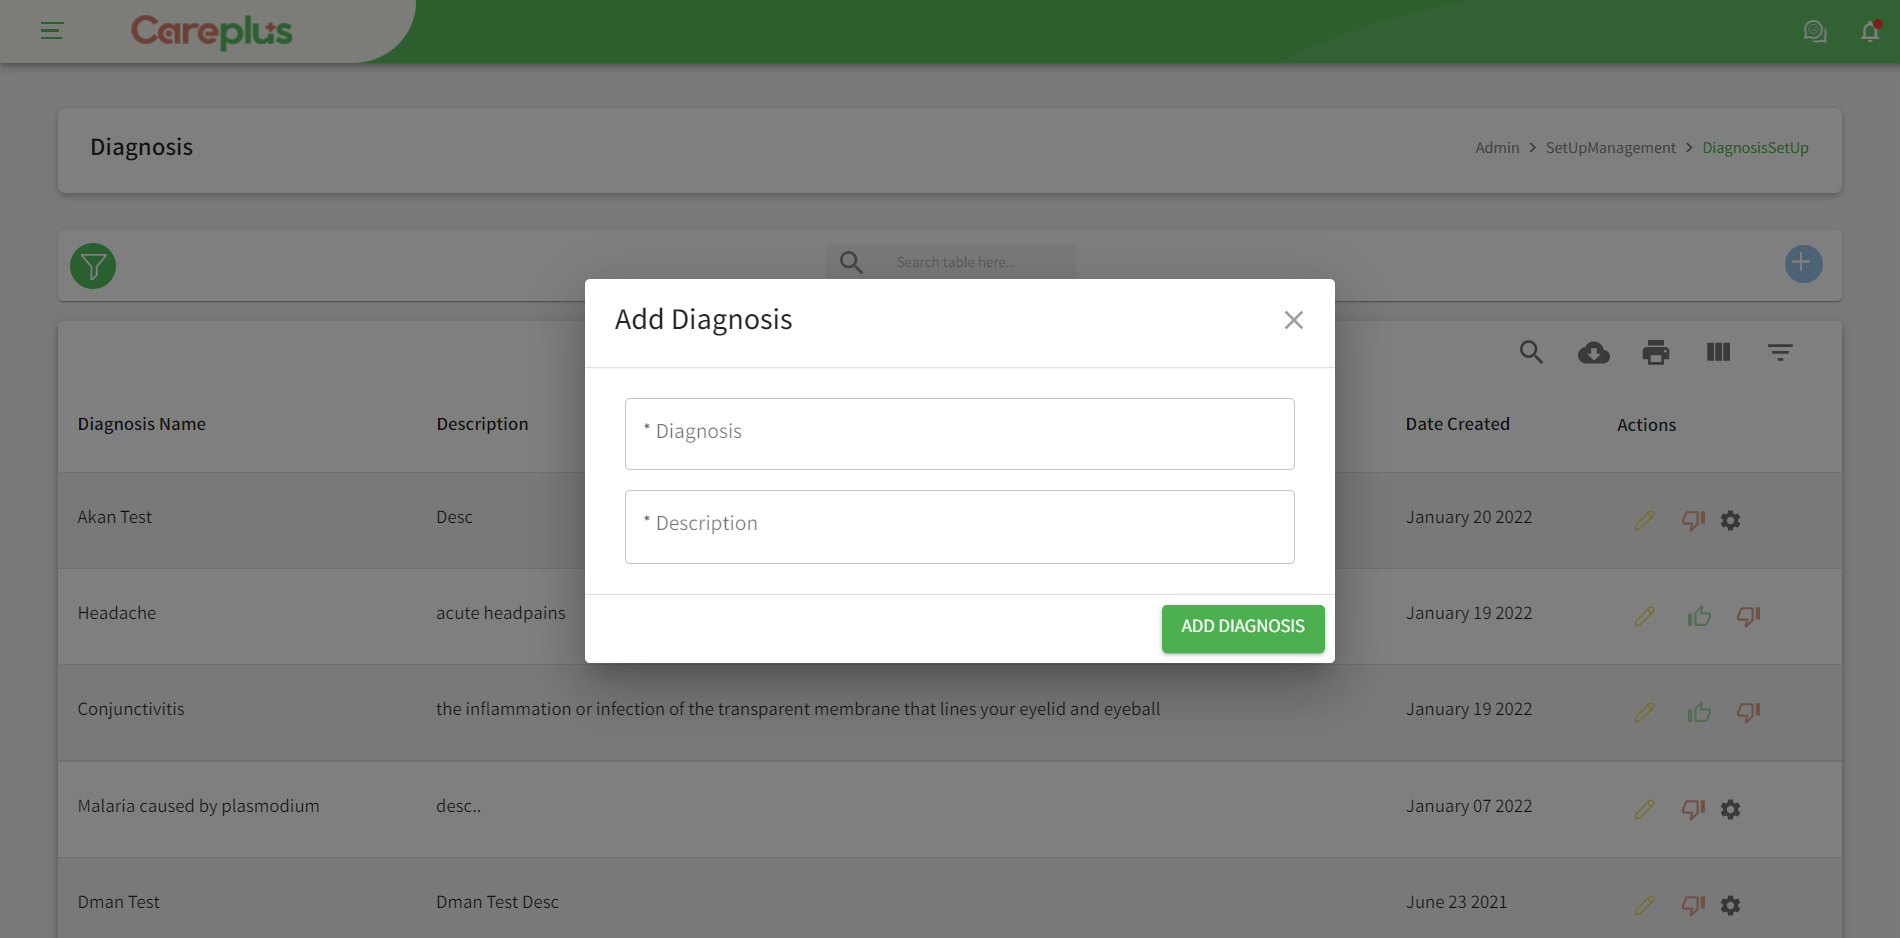 Careplus
Diagnosis
Admin > SetUpManagement > DiagnosisSetUp
Search table here...
Add Diagnosis
* Diagnosis
* Description
ADD DIAGNOSIS
Diagnosis Name Description Date Created Actions
Akan Test Desc January 20 2022
Headache acute headpains January 19 2022
Conjunctivitis the inflammation or infection of the transparent membrane that lines your eyelid and eyeball January 19 2022
Malaria caused by plasmodium desc.. January 07 2022
Dman Test Dman Test Desc June 23 2021